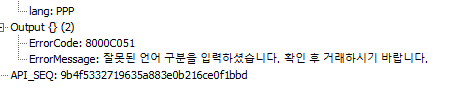 lang: PPP
Output {} (2)
ErrorCode: 8000C051
ErrorMessage: 잘못된 언어 구분을 입력하셨습니다. 확인 후 거래하시기 바랍니다.
API_SEQ: 9b4f5332719635a883e0b216ce0f1bbd